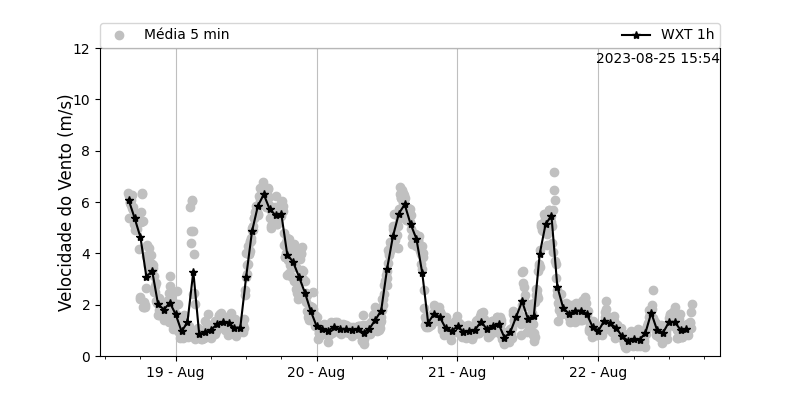 Média 5 min
WXT 1h
2023-08-25 15:54
Velocidade do Vento (m/s)
12
10
8
6
4
2
0
19 - Aug
20 - Aug
21 - Aug
22 - Aug